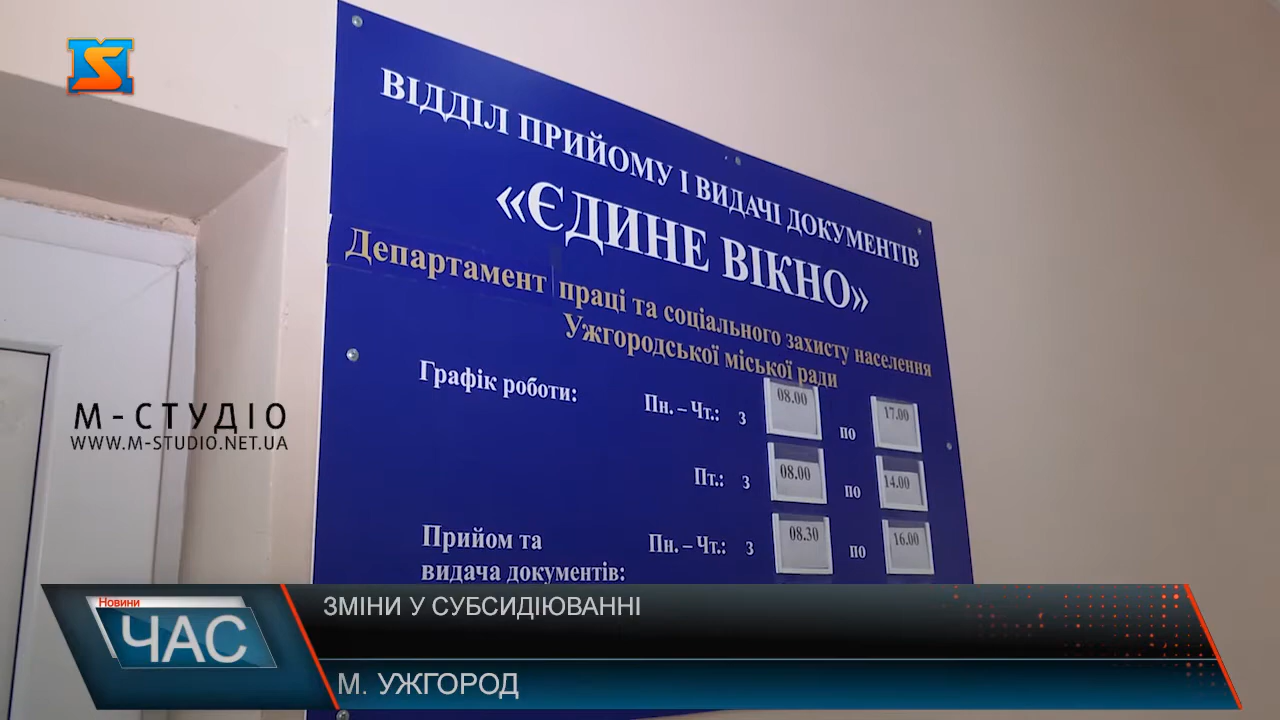 ВІДДІЛ ПРИЙОМУ І ВИДАЧІ ДОКУМЕНТІВ
«ЄДИНЕ ВІКНО»
Департамент праці та соціального захисту населення
Ужгородської міської ради
Графік роботи: Пн. – Чт.: з 08.00 по 17.00
Пт.: з 08.00 по 14.00
Прийом та
видача документів: Пн. – Чт.: з 08.30 по 16.00
М-СТУДІО
WWW.M-STUDIO.NET.UA
Новини
ЧАС
ЗМІНИ У СУБСИДІЮВАННІ
М. УЖГОРОД